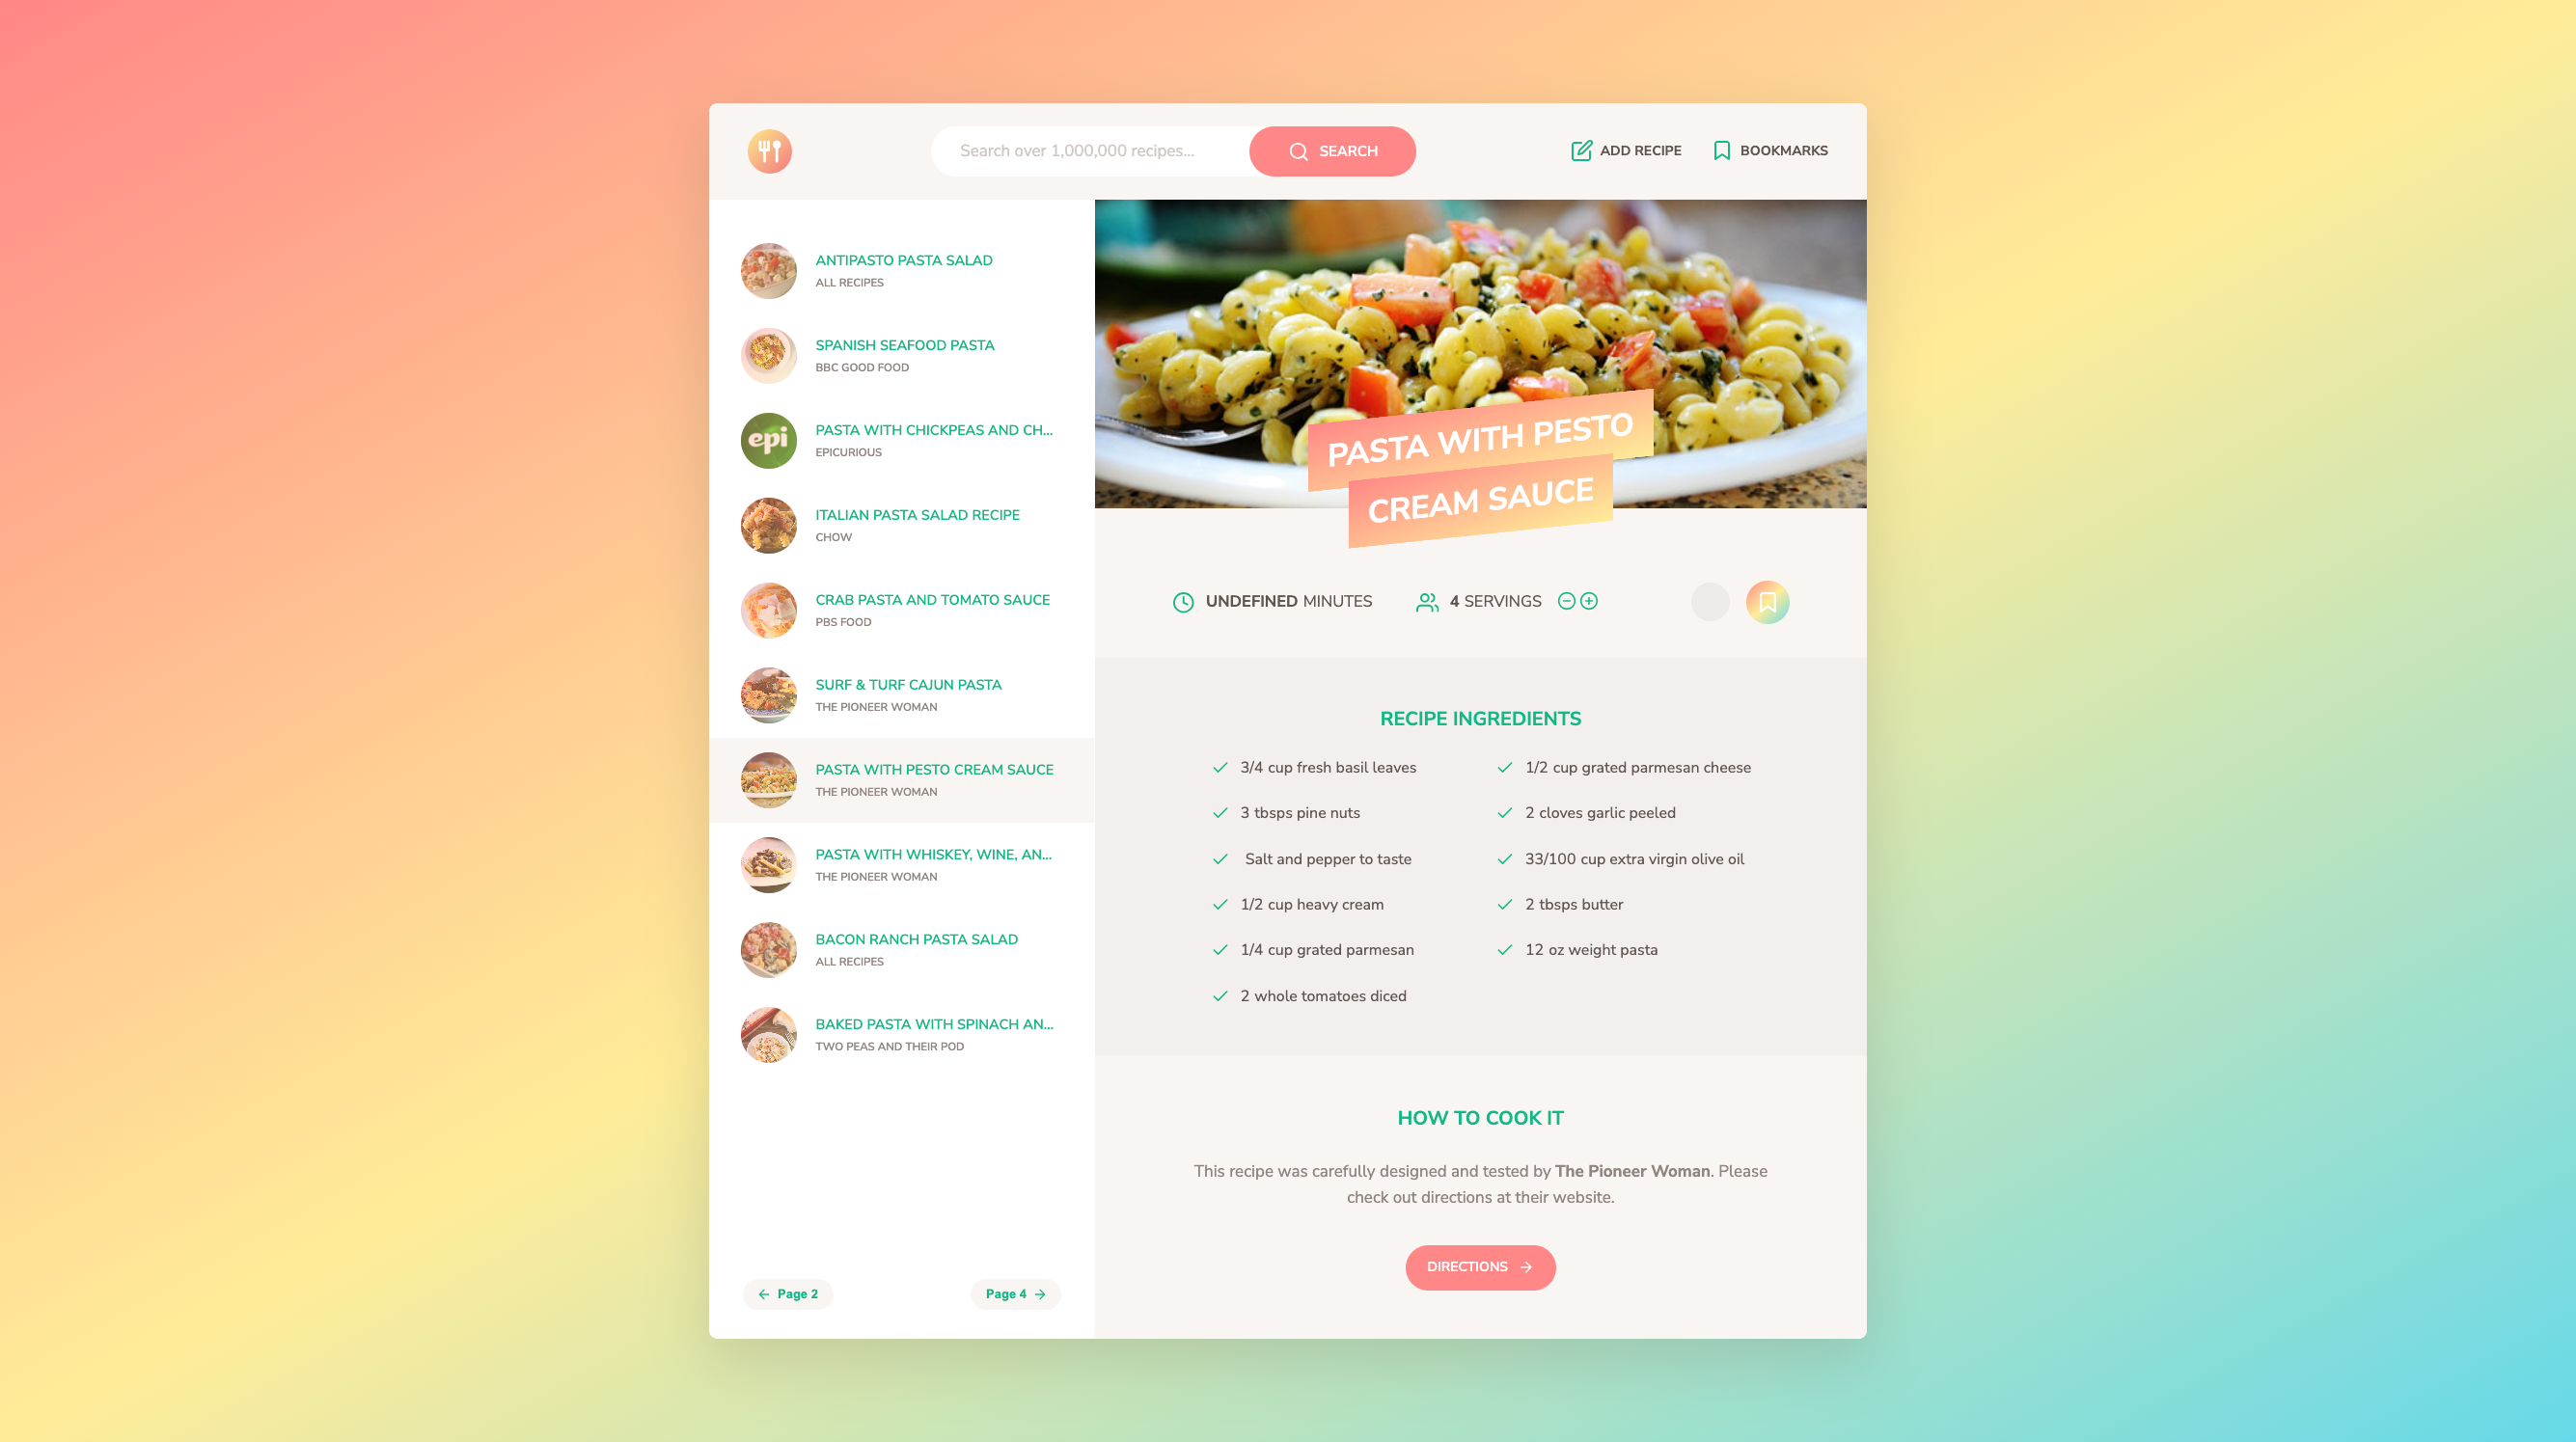 Search over 1,000,000 recipes...
SEARCH
ADD RECIPE
BOOKMARKS
ANTIPASTO PASTA SALAD
ALL RECIPES
SPANISH SEAFOOD PASTA
BBC GOOD FOOD
epi
PASTA WITH CHICKPEAS AND CH...
EPICURIOUS
ITALIAN PASTA SALAD RECIPE
CHOW
CRAB PASTA AND TOMATO SAUCE
PBS FOOD
SURF & TURF CAJUN PASTA
THE PIONEER WOMAN
PASTA WITH PESTO CREAM SAUCE
THE PIONEER WOMAN
PASTA WITH WHISKEY, WINE, AN...
THE PIONEER WOMAN
BACON RANCH PASTA SALAD
ALL RECIPES
BAKED PASTA WITH SPINACH AN...
TWO PEAS AND THEIR POD
Page 2
Page 4
PASTA WITH PESTO
CREAM SAUCE
UNDEFINED MINUTES
4 SERVINGS
RECIPE INGREDIENTS
3/4 cup fresh basil leaves
1/2 cup grated parmesan cheese
3 tbsps pine nuts
2 cloves garlic peeled
Salt and pepper to taste
33/100 cup extra virgin olive oil
1/2 cup heavy cream
2 tbsps butter
1/4 cup grated parmesan
12 oz weight pasta
2 whole tomatoes diced
HOW TO COOK IT
This recipe was carefully designed and tested by The Pioneer Woman. Please
check out directions at their website.
DIRECTIONS